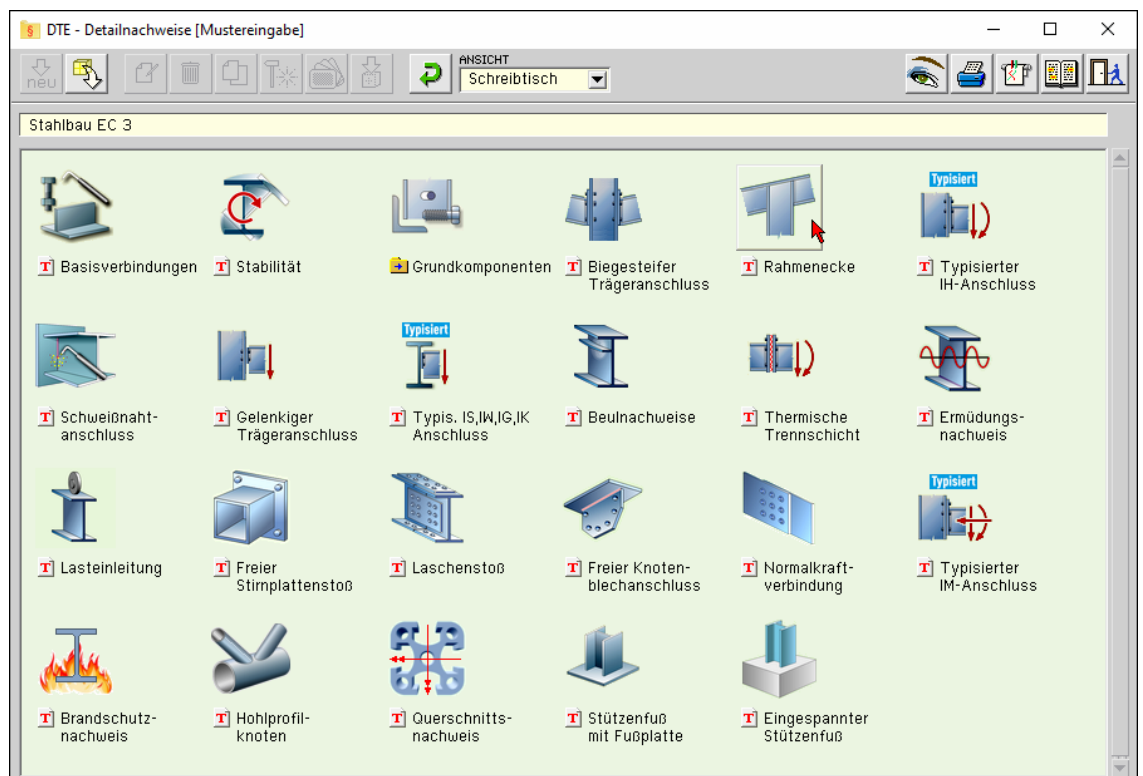 § DTE - Detailnachweise [Mustereingabe]
neu
ANSICHT
Schreibtisch
Stahlbau EC 3
T Basisverbindungen
T Stabilität
Grundkomponenten
T Biegesteifer
Trägeranschluss
T Rahmenecke
Typisiert
T Typisierter
IH-Anschluss
T Schweißnaht-
anschluss
T Gelenkiger
Trägeranschluss
Typisiert
T Typis. IS,IW,IG,IK
Anschluss
T Beulnachweise
T Thermische
Trennschicht
T Ermüdungs-
nachweis
T Lasteinleitung
T Freier
Stirnplattenstoß
T Laschenstoß
T Freier Knoten-
blechanschluss
T Normalkraft-
verbindung
Typisiert
T Typisierter
IM-Anschluss
T Brandschutz-
nachweis
T Hohlprofil-
knoten
T Querschnitts-
nachweis
T Stützenfuß
mit Fußplatte
T Eingespannter
Stützenfuß